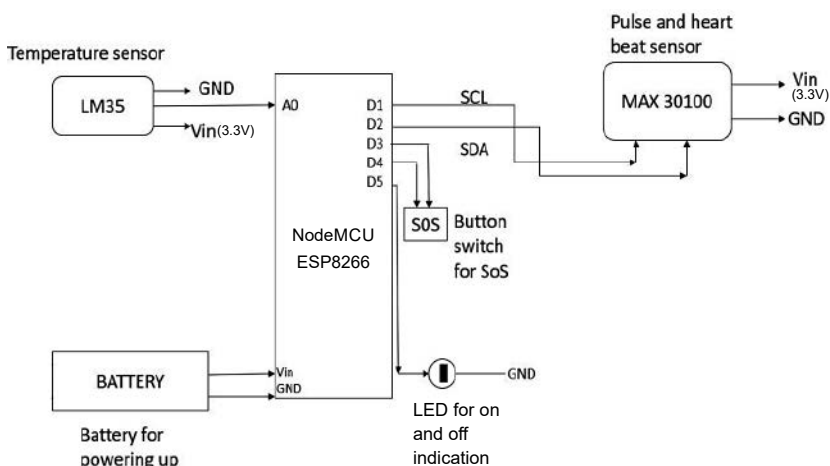 Temperature sensor
LM35
GND
Vin(3.3V)
A0
D1
D2
D3
D4
D5
NodeMCU
ESP8266
SCL
SDA
S0S
Button
switch
for SoS
Pulse and heart
beat sensor
MAX 30100
Vin
(3.3V)
GND
BATTERY
Vin
GND
Battery for
powering up
GND
LED for on
and off
indication